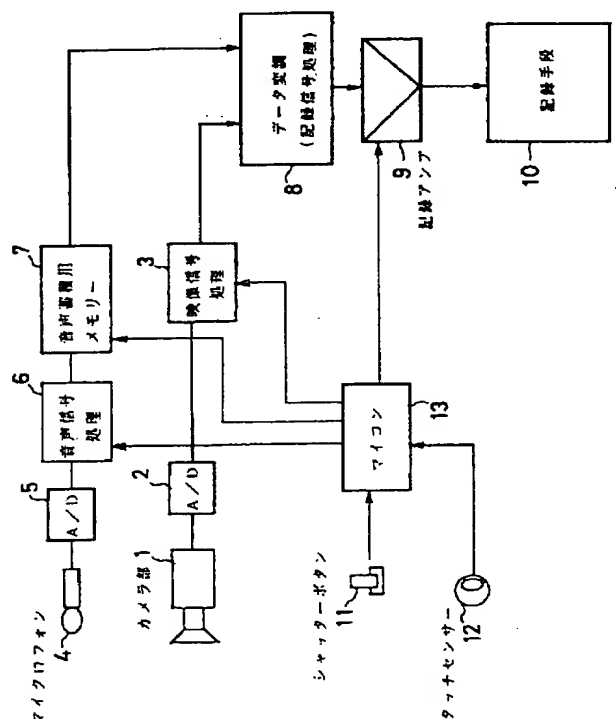 マイクロフォン
4
5
A/D
6
音声信号
処理
7
音声蓄積用
メモリー
カメラ部 1
2
A/D
3
映像信号
処理
データ変調
(記録信号処理)
8
9
記録アンプ
記録手段
10
シャッターボタン
11
マイコン
13
タッチセンサー
12